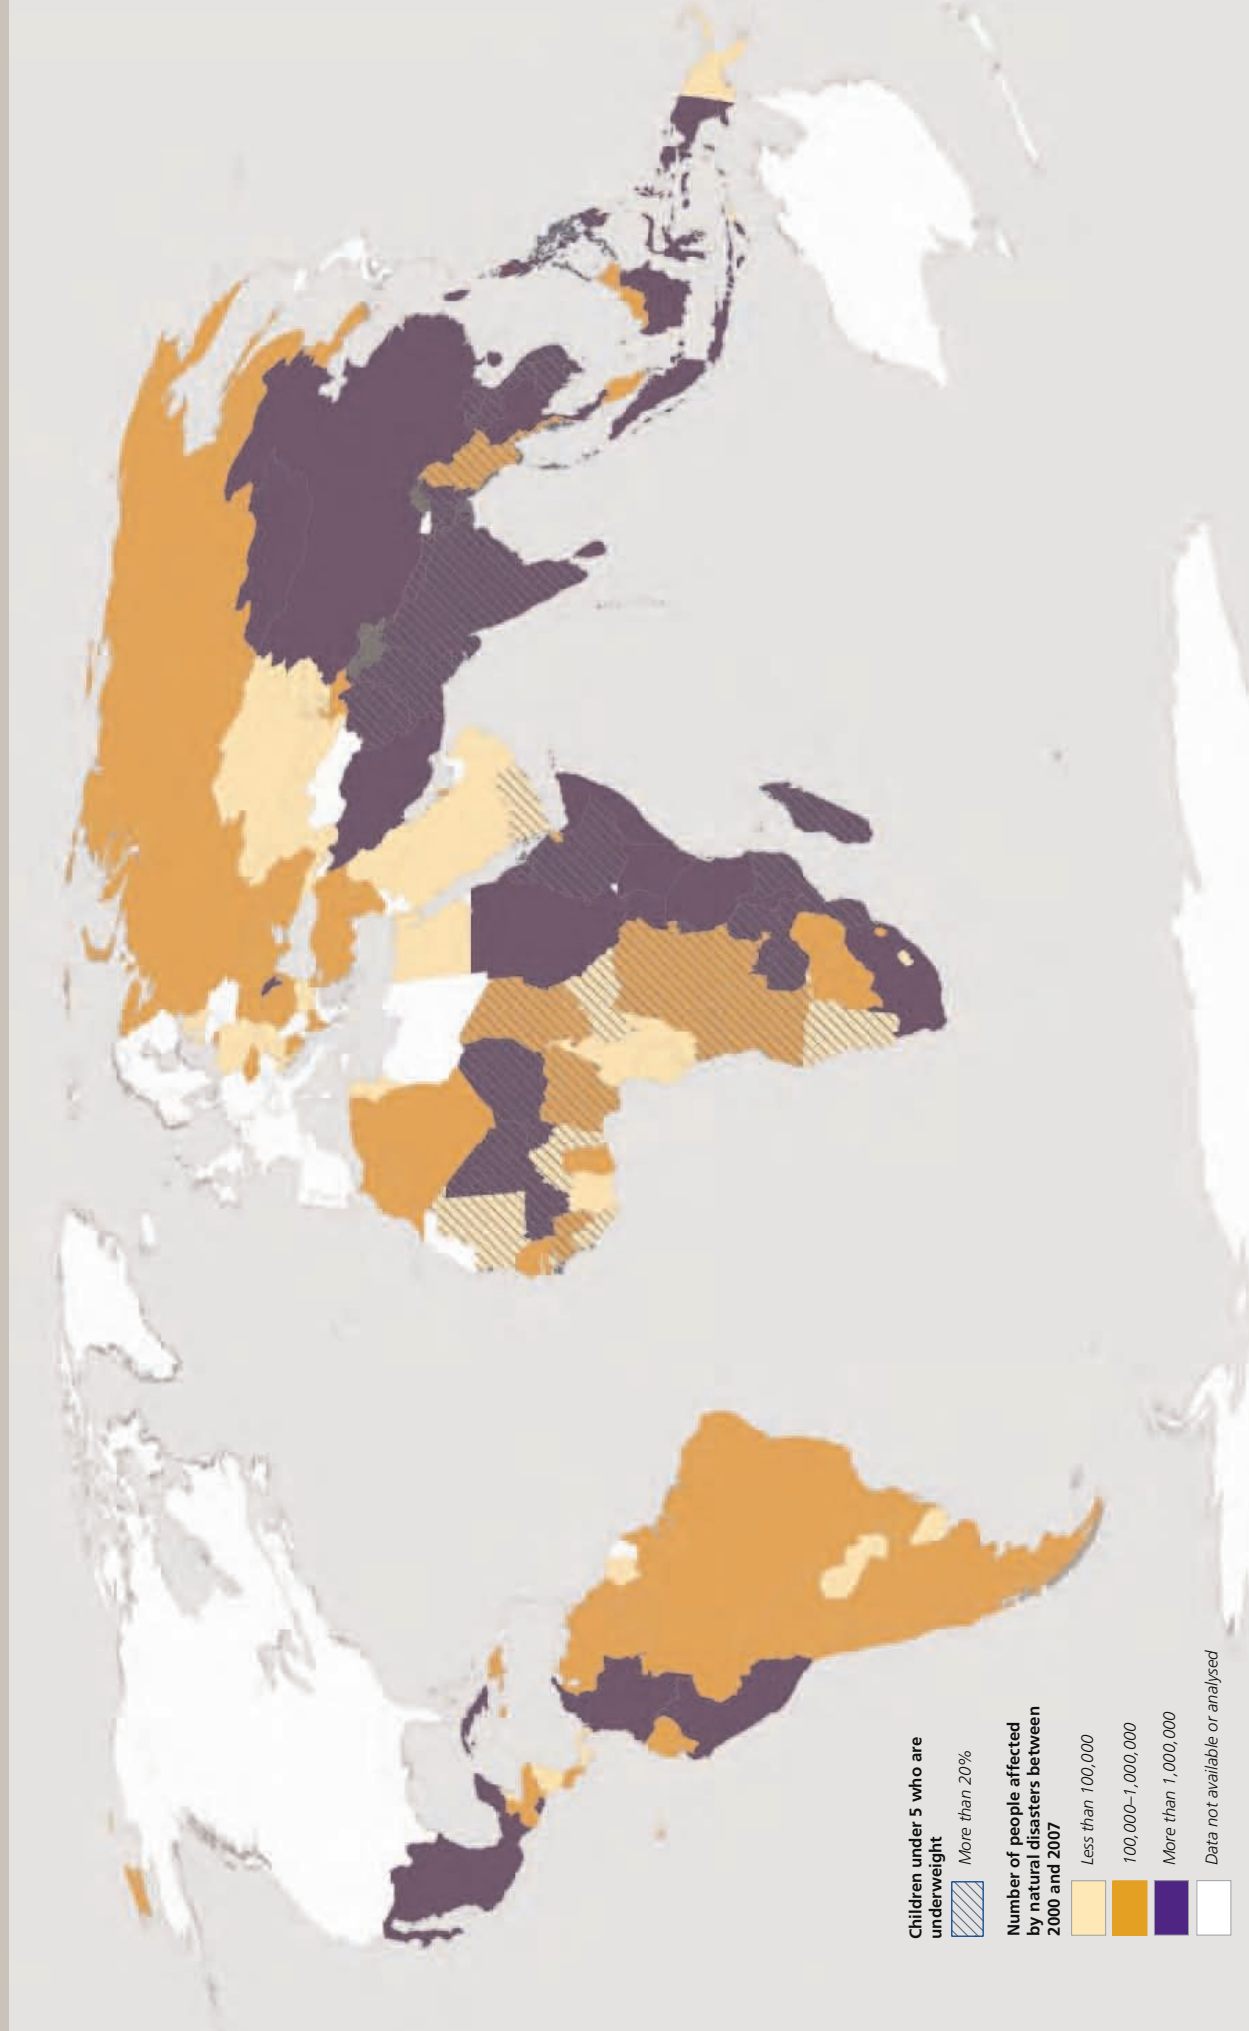 Children under 5 who are
underweight
More than 20%
Number of people affected
by natural disasters between
2000 and 2007
Less than 100,000
100,000–1,000,000
More than 1,000,000
Data not available or analysed